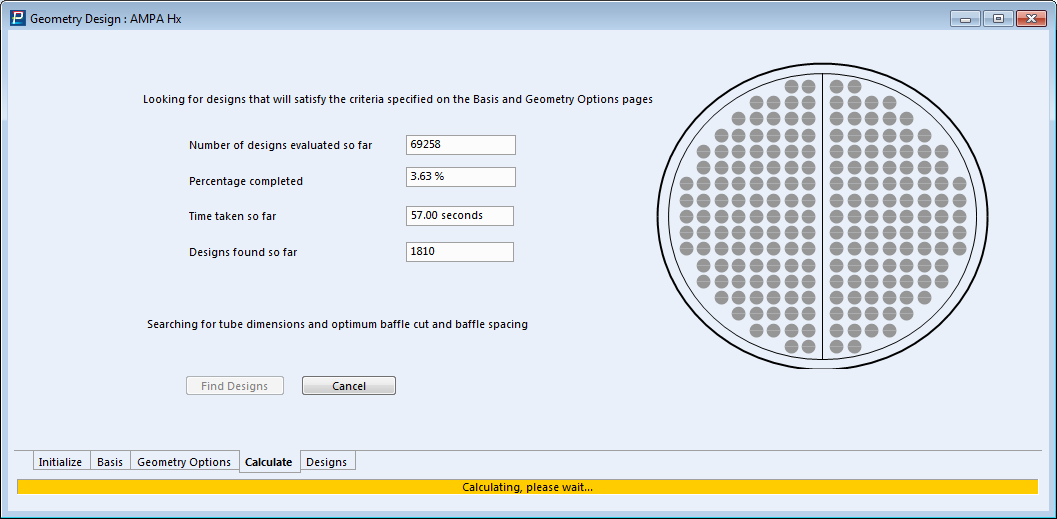 Geometry Design : AMPA Hx
Looking for designs that will satisfy the criteria specified on the Basis and Geometry Options pages
Number of designs evaluated so far 69258
Percentage completed 3.63 %
Time taken so far 57.00 seconds
Designs found so far 1810
Searching for tube dimensions and optimum baffle cut and baffle spacing
Find Designs Cancel
Initialize Basis Geometry Options Calculate Designs
Calculating, please wait...